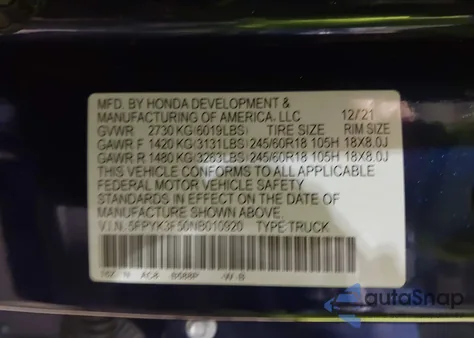 MFD. BY HONDA DEVELOPMENT &
MANUFACTURING OF AMERICA, LLC 12/21
GVWR 2730 KG (6019LBS) TIRE SIZE RIM SIZE
GAWR F 1420 KG(3131LBS) 245/60R18 105H 18X8.0J
GAWR R 1480 KG(3263LBS) 245/60R18 105H 18X8.0J
THIS VEHICLE CONFORMS TO ALL APPLICABLE
FEDERAL MOTOR VEHICLE SAFETY
STANDARDS IN EFFECT ON THE DATE OF
MANUFACTURE SHOWN ABOVE.
V.I.N. 5FPYK3F50NB010920 TYPE:TRUCK
AC8 B588P -W-B
autoSnap